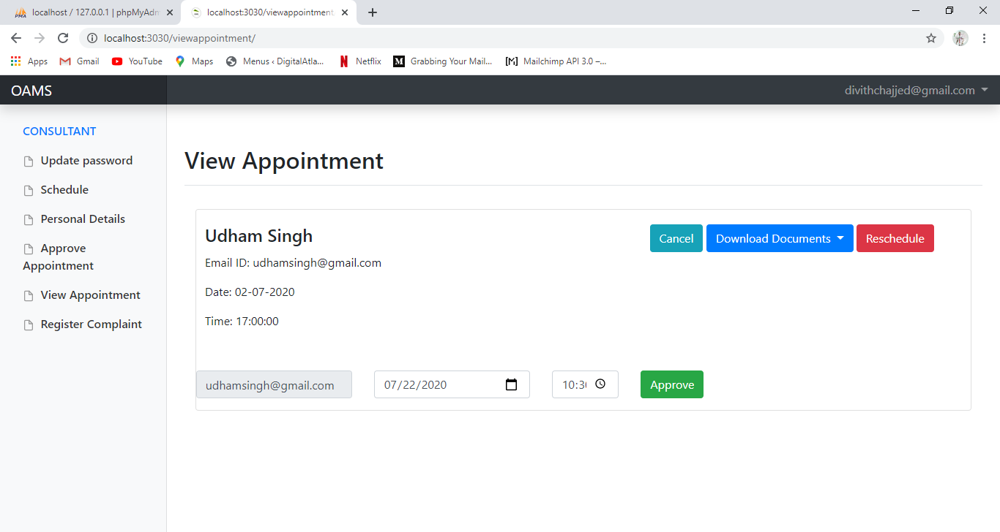 localhost / 127.0.0.1 | phpMyAdm
localhost:3030/viewappointment
localhost:3030/viewappointment/
Apps Gmail YouTube Maps Menus ‹ DigitalAtla... Netflix Grabbing Your Mail... Mailchimp API 3.0 –...
OAMS
divithchajjed@gmail.com
CONSULTANT
Update password
Schedule
Personal Details
Approve
Appointment
View Appointment
Register Complaint
View Appointment
Udham Singh
Cancel Download Documents Reschedule
Email ID: udhamsingh@gmail.com
Date: 02-07-2020
Time: 17:00:00
udhamsingh@gmail.com 07/22/2020 10:30 Approve